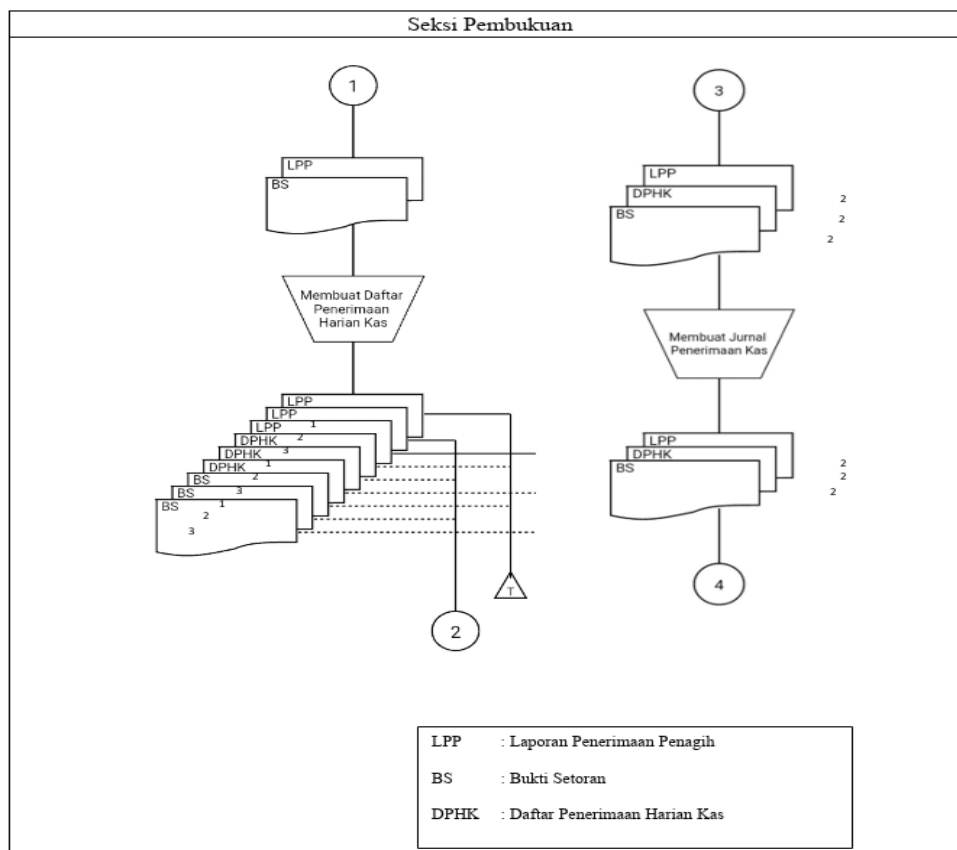 Seksi Pembukuan
1
LPP
BS
Membuat Daftar
Penerimaan
Harian Kas
LPP
LPP
LPP 1
DPHK 2
DPHK 3
DPHK 1
BS 2
BS 3
BS 1
2
3
T
2
3
LPP
DPHK 2
BS 2
2
Membuat Jurnal
Penerimaan Kas
LPP
DPHK 2
BS 2
2
4
LPP : Laporan Penerimaan Penagih
BS : Bukti Setoran
DPHK : Daftar Penerimaan Harian Kas